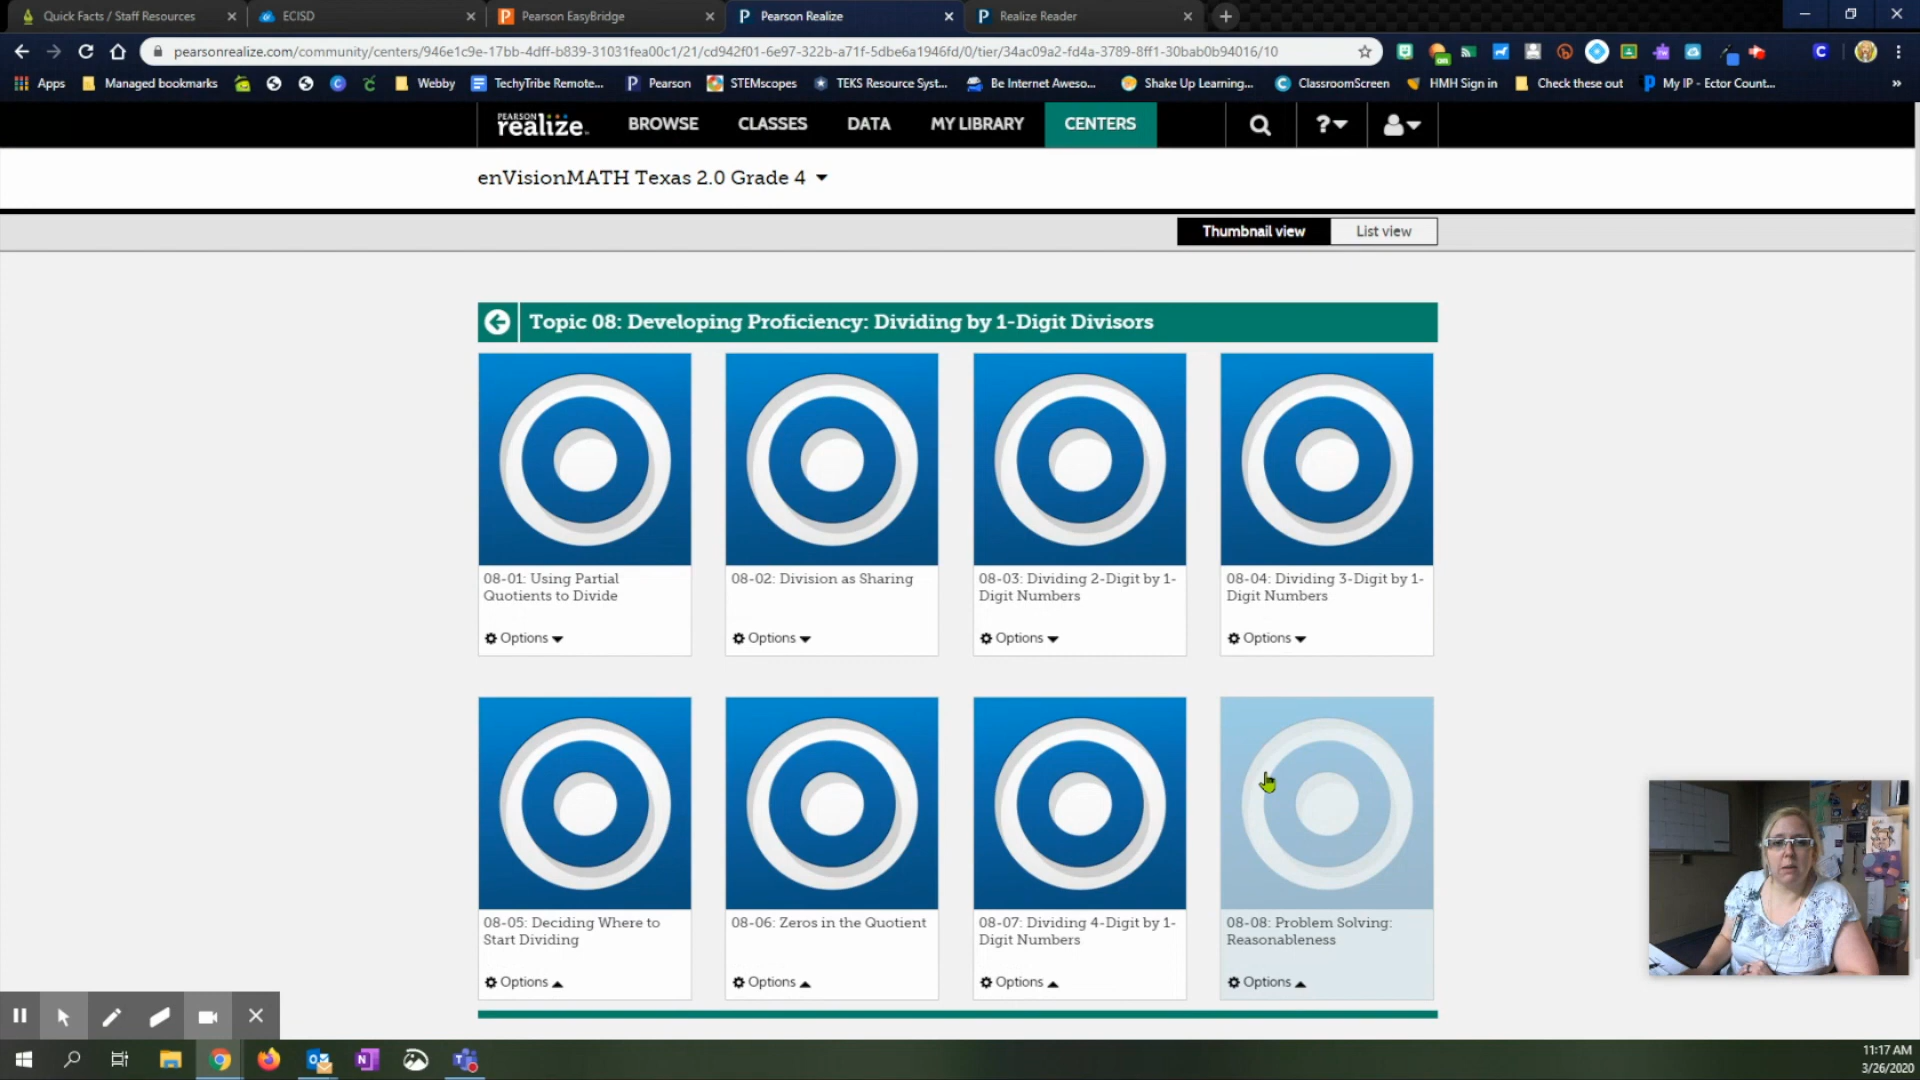 Quick Facts / Staff Resources
ECISD
Pearson EasyBridge
Pearson Realize
Realize Reader
pearsonrealize.com/community/centers/946e1c9e-17bb-4dff-b839-31031fea00c1/21/cd942f01-6e97-322b-a71f-5dbe6a1946fd/0/tier/34ac09a2-fd4a-3789-8ff1-30bab0b94016/10
Apps
Managed bookmarks
Webby
TechyTribe Remote...
Pearson
STEMscopes
TEKS Resource Syst...
Be Internet Aweso...
Shake Up Learning...
ClassroomScreen
HMH Sign in
Check these out
My IP - Ector Count...
PEARSON
realize
BROWSE
CLASSES
DATA
MY LIBRARY
CENTERS
enVisionMATH Texas 2.0 Grade 4
Thumbnail view
List view
Topic 08: Developing Proficiency: Dividing by 1-Digit Divisors
08-01: Using Partial
Quotients to Divide
Options
08-02: Division as Sharing
Options
08-03: Dividing 2-Digit by 1-
Digit Numbers
Options
08-04: Dividing 3-Digit by 1-
Digit Numbers
Options
08-05: Deciding Where to
Start Dividing
Options
08-06: Zeros in the Quotient
Options
08-07: Dividing 4-Digit by 1-
Digit Numbers
Options
08-08: Problem Solving:
Reasonableness
Options
11:17 AM
3/26/2020